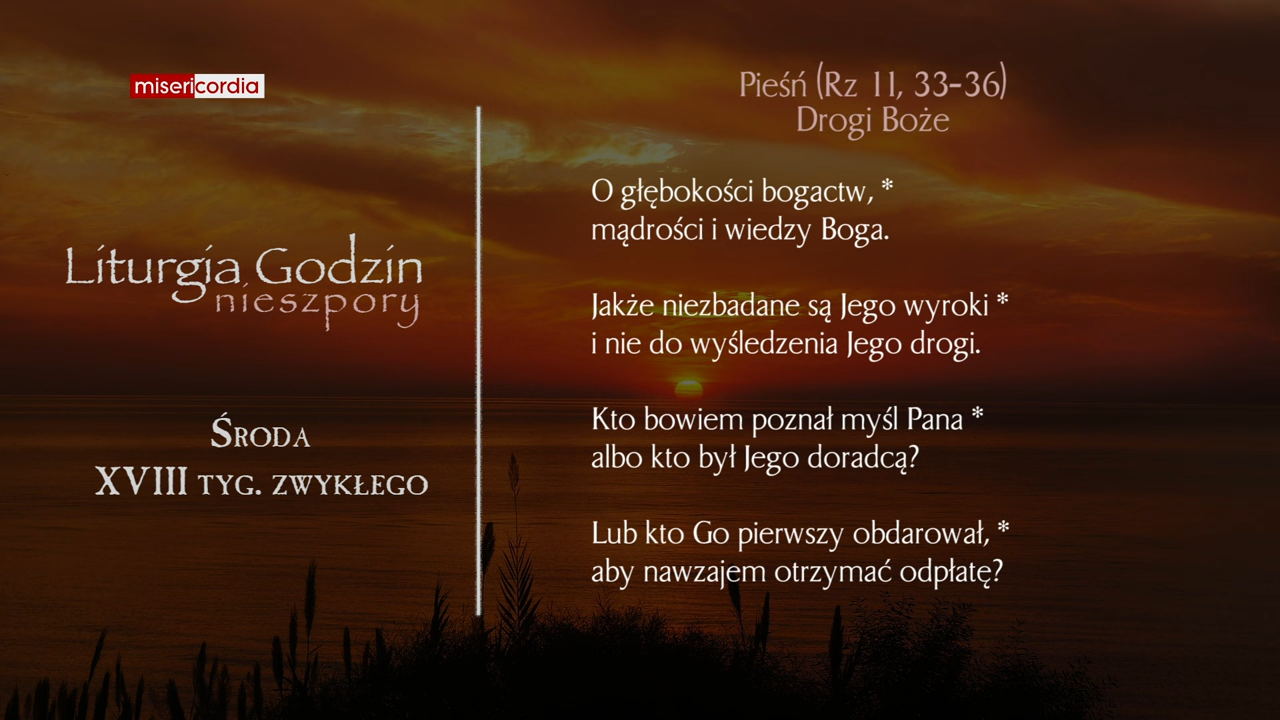 misericordia
Liturgia Godzin
nieszpory
Środa
XVIII tyg. zwykłego
Pieśń (Rz 11, 33-36)
Drogi Boże
O głębokości bogactw, *
mądrości i wiedzy Boga.
Jakże niezbadane są Jego wyroki *
i nie do wyśledzenia Jego drogi.
Kto bowiem poznał myśl Pana *
albo kto był Jego doradcą?
Lub kto Go pierwszy obdarował, *
aby nawzajem otrzymać odpłatę?